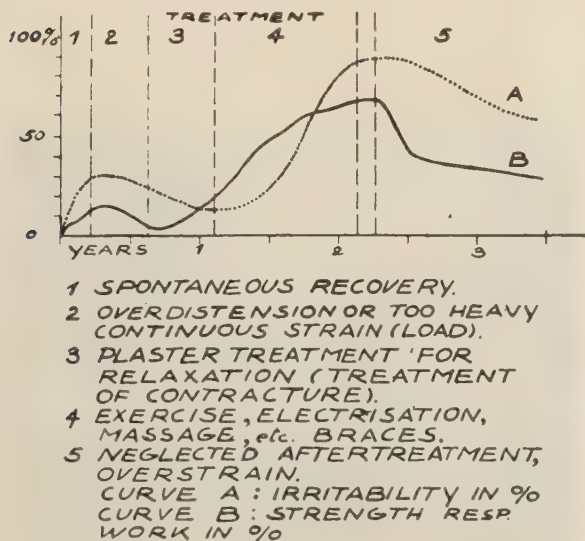 TREATMENT
100% 1 2 3 4 5
A
50
B
0
YEARS 1 2 3
1 SPONTANEOUS RECOVERY.
2 OVERDISTENSION OR TOO HEAVY
CONTINUOUS STRAIN (LOAD).
3 PLASTER TREATMENT FOR
RELAXATION (TREATMENT
OF CONTRACTURE).
4 EXERCISE, ELECTRISATION,
MASSAGE, etc. BRACES.
5 NEGLECTED AFTERTREATMENT,
OVERSTRAIN.
CURVE A : IRRITABILITY IN %
CURVE B : STRENGTH RESP.
WORK IN %